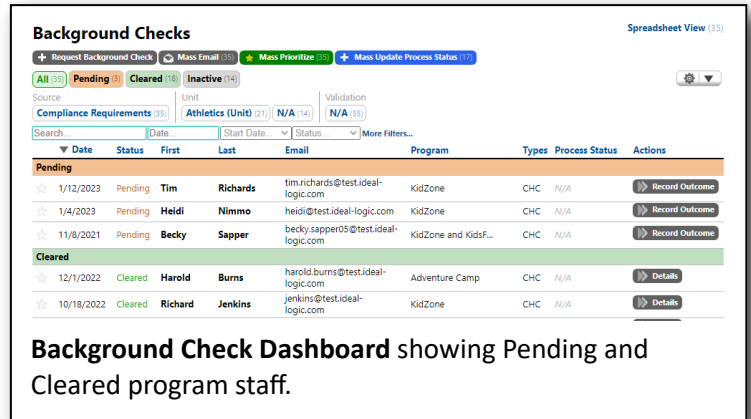 Background Checks
Spreadsheet View (35)
Request Background Check Mass Email (35) Mass Prioritize (35) Mass Update Process Status (17)
All (35) Pending (3) Cleared (18) Inactive (14)
Source Unit Validation
Compliance Requirements (35) Athletics (Unit) (21) N/A (14) N/A (35)
Search... Date... Start Date... Status... More Filters...
Date Status First Last Email Program Types Process Status Actions
Pending
1/12/2023 Pending Tim Richards tim.richards@test.ideal-logic.com KidZone CHC N/A Record Outcome
1/4/2023 Pending Heidi Nimmo heidi@test.ideal-logic.com KidZone CHC N/A Record Outcome
11/8/2021 Pending Becky Sapper becky.sapper05@test.ideal-logic.com KidZone and KidsF... CHC N/A Record Outcome
Cleared
12/1/2022 Cleared Harold Burns harold.burns@test.ideal-logic.com Adventure Camp CHC N/A Details
10/18/2022 Cleared Richard Jenkins jenkins@test.ideal-logic.com KidZone CHC N/A Details
Background Check Dashboard showing Pending and
Cleared program staff.